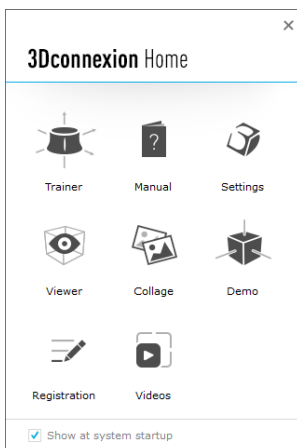 3Dconnexion Home
?
Trainer Manual Settings
Viewer Collage Demo
Registration Videos
Show at system startup